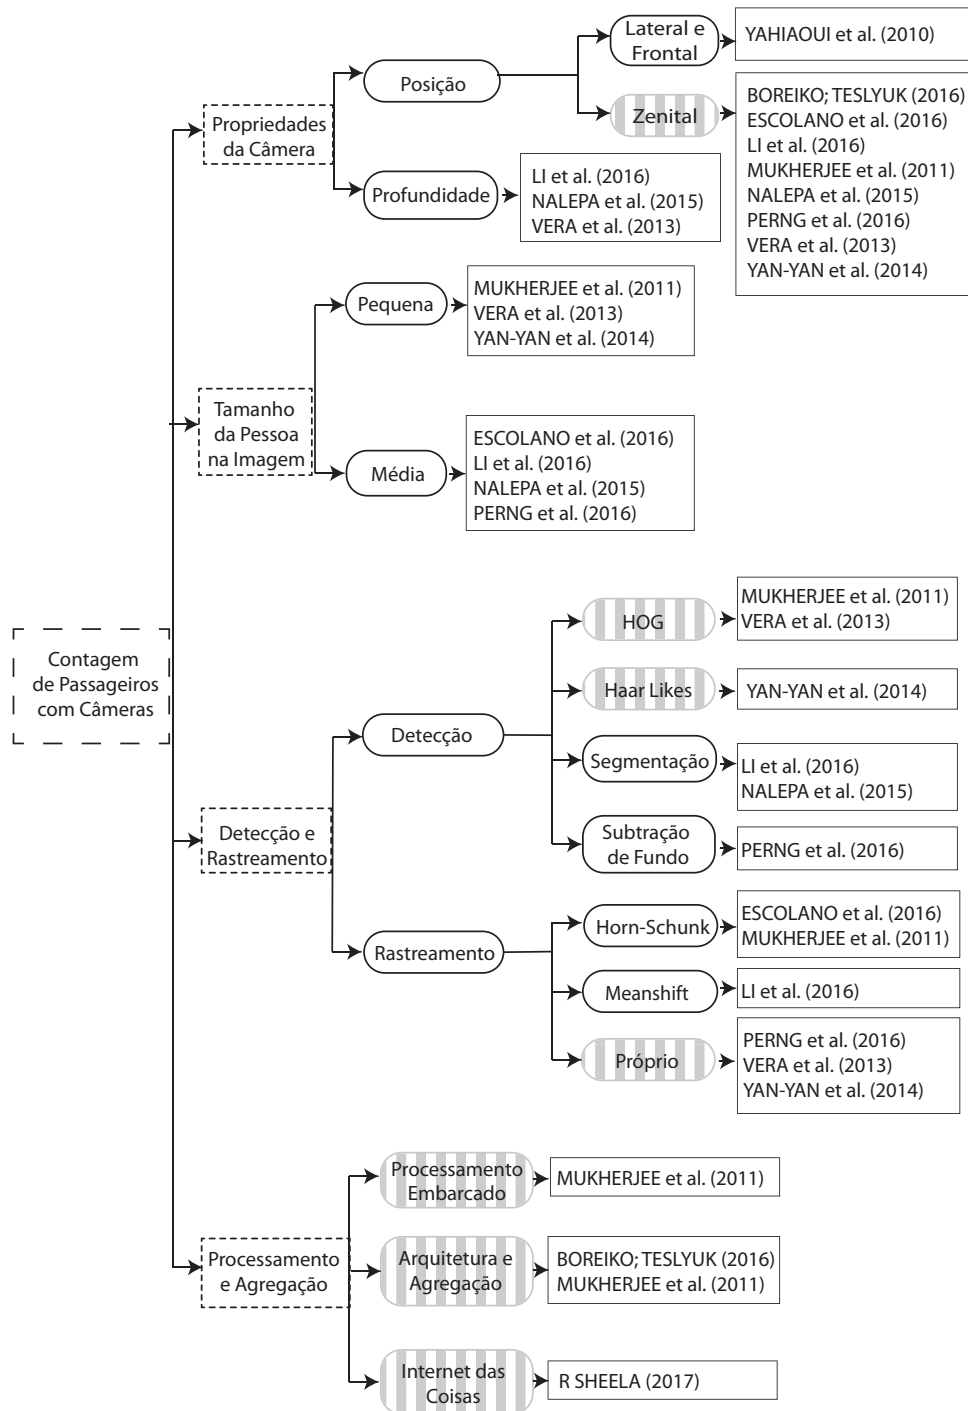 Contagem
de Passageiros
com Câmeras
Propriedades
da Câmera
Posição
Lateral e
Frontal
YAHIAOUI et al. (2010)
Zenital
BOREIKO; TESLYUK (2016)
ESCOLANO et al. (2016)
LI et al. (2016)
MUKHERJEE et al. (2011)
NALEPA et al. (2015)
PERNG et al. (2016)
VERA et al. (2013)
YAN-YAN et al. (2014)
Profundidade
LI et al. (2016)
NALEPA et al. (2015)
VERA et al. (2013)
Tamanho
da Pessoa
na Imagem
Pequena
MUKHERJEE et al. (2011)
VERA et al. (2013)
YAN-YAN et al. (2014)
Média
ESCOLANO et al. (2016)
LI et al. (2016)
NALEPA et al. (2015)
PERNG et al. (2016)
Detecção e
Rastreamento
Detecção
HOG
MUKHERJEE et al. (2011)
VERA et al. (2013)
Haar Likes
YAN-YAN et al. (2014)
Segmentação
LI et al. (2016)
NALEPA et al. (2015)
Subtração
de Fundo
PERNG et al. (2016)
Rastreamento
Horn-Schunk
ESCOLANO et al. (2016)
MUKHERJEE et al. (2011)
Meanshift
LI et al. (2016)
Próprio
PERNG et al. (2016)
VERA et al. (2013)
YAN-YAN et al. (2014)
Processamento
e Agregação
Processamento
Embarcado
MUKHERJEE et al. (2011)
Arquitetura e
Agregação
BOREIKO; TESLYUK (2016)
MUKHERJEE et al. (2011)
Internet das
Coisas
R SHEELA (2017)